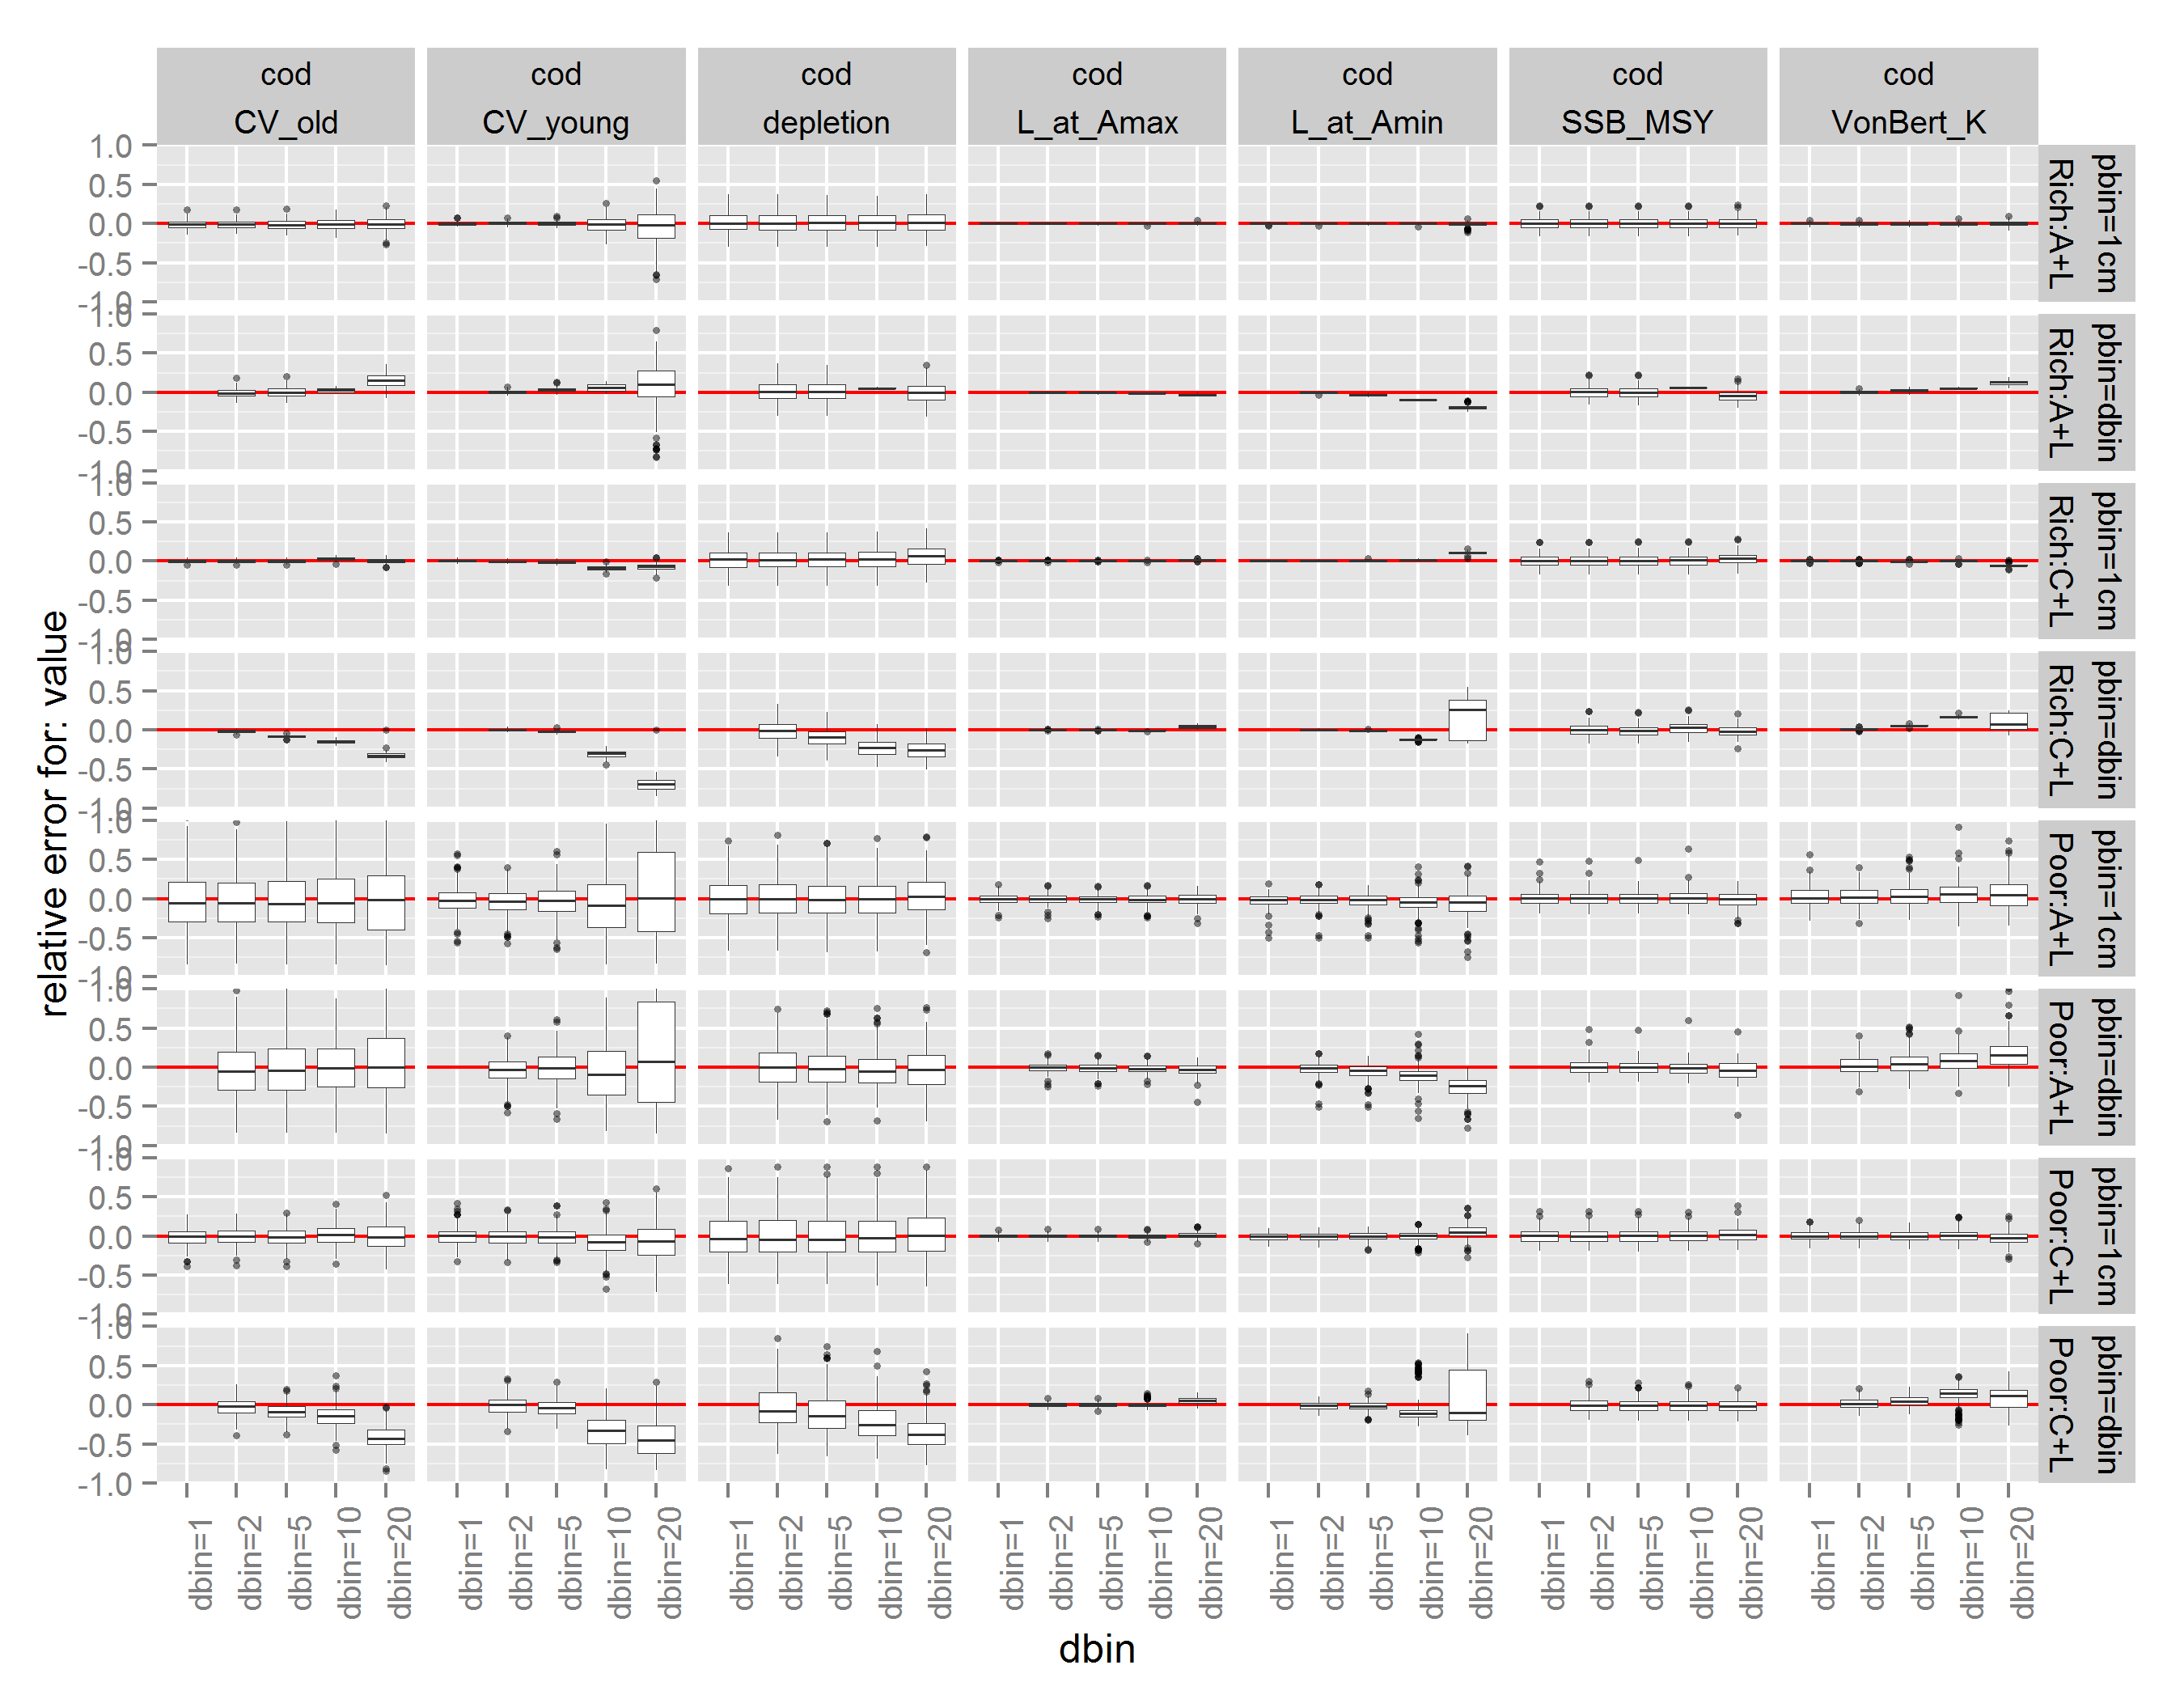 cod cod cod cod cod cod cod
CV_old CV_young depletion L_at_Amax L_at_Amin SSB_MSY VonBert_K
1.0
0.5
0.0
-0.5
-1.0
pbin=1cm
Rich:A+L
1.0
0.5
0.0
-0.5
-1.0
pbin=dbin
Rich:A+L
1.0
0.5
0.0
-0.5
-1.0
pbin=1cm
Rich:C+L
1.0
0.5
0.0
-0.5
-1.0
pbin=dbin
Rich:C+L
1.0
0.5
0.0
-0.5
-1.0
pbin=1cm
Poor:A+L
1.0
0.5
0.0
-0.5
-1.0
pbin=dbin
Poor:A+L
1.0
0.5
0.0
-0.5
-1.0
pbin=1cm
Poor:C+L
1.0
0.5
0.0
-0.5
-1.0
pbin=dbin
Poor:C+L
relative error for: value
dbin=1 dbin=2 dbin=5 dbin=10 dbin=20 dbin=1 dbin=2 dbin=5 dbin=10 dbin=20 dbin=1 dbin=2 dbin=5 dbin=10 dbin=20 dbin=1 dbin=2 dbin=5 dbin=10 dbin=20 dbin=1 dbin=2 dbin=5 dbin=10 dbin=20 dbin=1 dbin=2 dbin=5 dbin=10 dbin=20 dbin=1 dbin=2 dbin=5 dbin=10 dbin=20
dbin